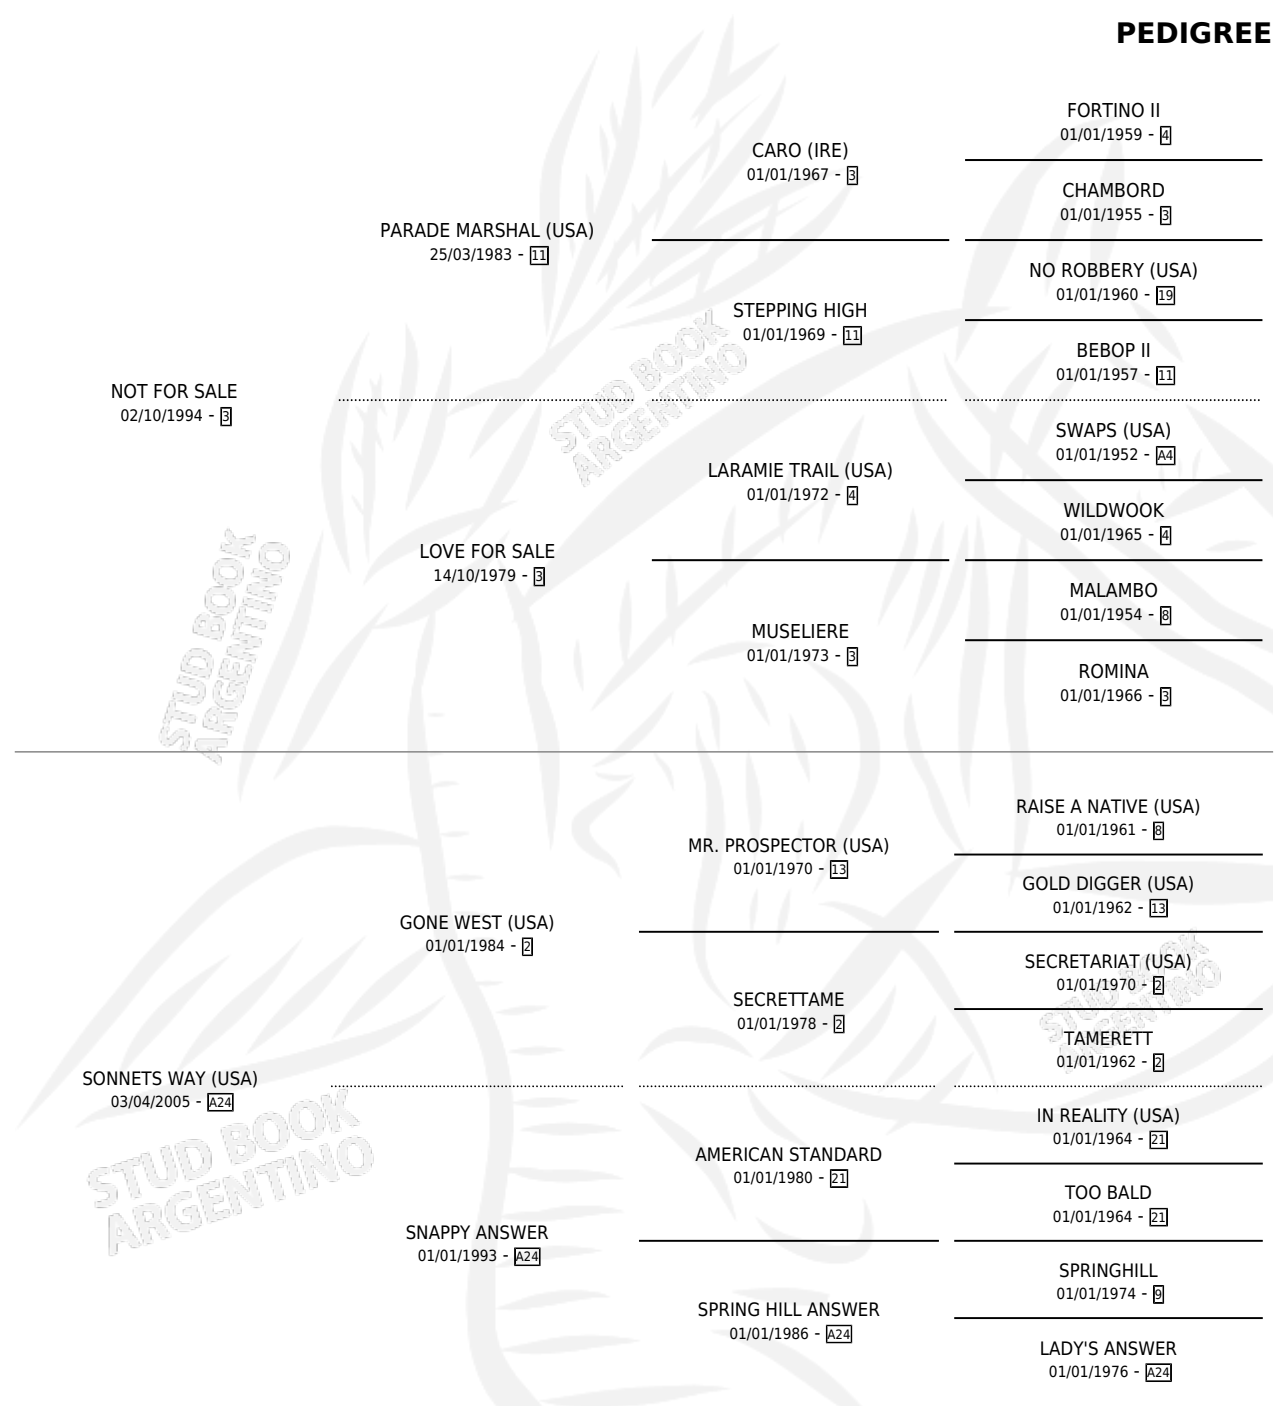 PEDIGREE
FORTINO II
01/01/1959 - 4
CARO (IRE)
01/01/1967 - 3
CHAMBORD
01/01/1955 - 3
PARADE MARSHAL (USA)
25/03/1983 - 11
NO ROBBERY (USA)
01/01/1960 - 19
STEPPING HIGH
01/01/1969 - 11
BEBOP II
01/01/1957 - 11
NOT FOR SALE
02/10/1994 - 3
SWAPS (USA)
01/01/1952 - A4
LARAMIE TRAIL (USA)
01/01/1972 - 4
WILDWOOK
01/01/1965 - 4
LOVE FOR SALE
14/10/1979 - 3
MALAMBO
01/01/1954 - 8
MUSELIERE
01/01/1973 - 3
ROMINA
01/01/1966 - 3
RAISE A NATIVE (USA)
01/01/1961 - 8
MR. PROSPECTOR (USA)
01/01/1970 - 13
GOLD DIGGER (USA)
01/01/1962 - 13
GONE WEST (USA)
01/01/1984 - 2
SECRETARIAT (USA)
01/01/1970 - 2
SECRETTAME
01/01/1978 - 2
TAMERETT
01/01/1962 - 2
SONNETS WAY (USA)
03/04/2005 - A24
IN REALITY (USA)
01/01/1964 - 21
AMERICAN STANDARD
01/01/1980 - 21
TOO BALD
01/01/1964 - 21
SNAPPY ANSWER
01/01/1993 - A24
SPRINGHILL
01/01/1974 - 9
SPRING HILL ANSWER
01/01/1986 - A24
LADY'S ANSWER
01/01/1976 - A24
STUD BOOK
ARGENTINO
STUD BOOK
ARGENTINO
STUD BOOK
ARGENTINO
STUD BOOK
ARGENTINO